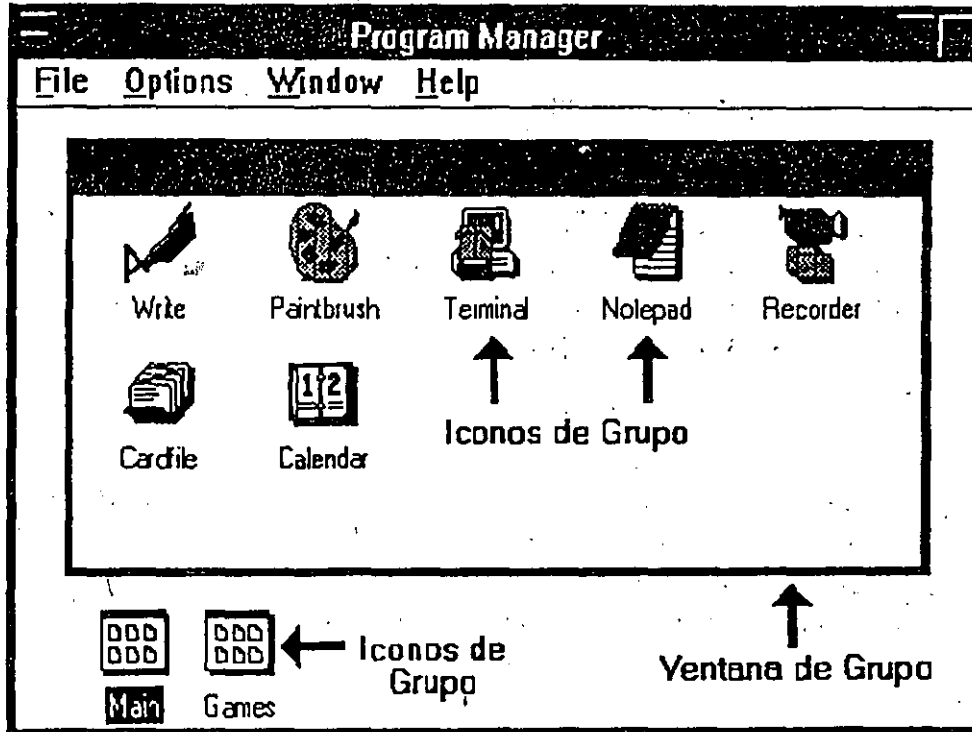 Program Manager
File Options Window Help
Write Paintbrush Terminal Notepad Recorder
Cardfile Calendar
Iconos de Grupo
Main Games
Iconos de
Grupo
Ventana de Grupo